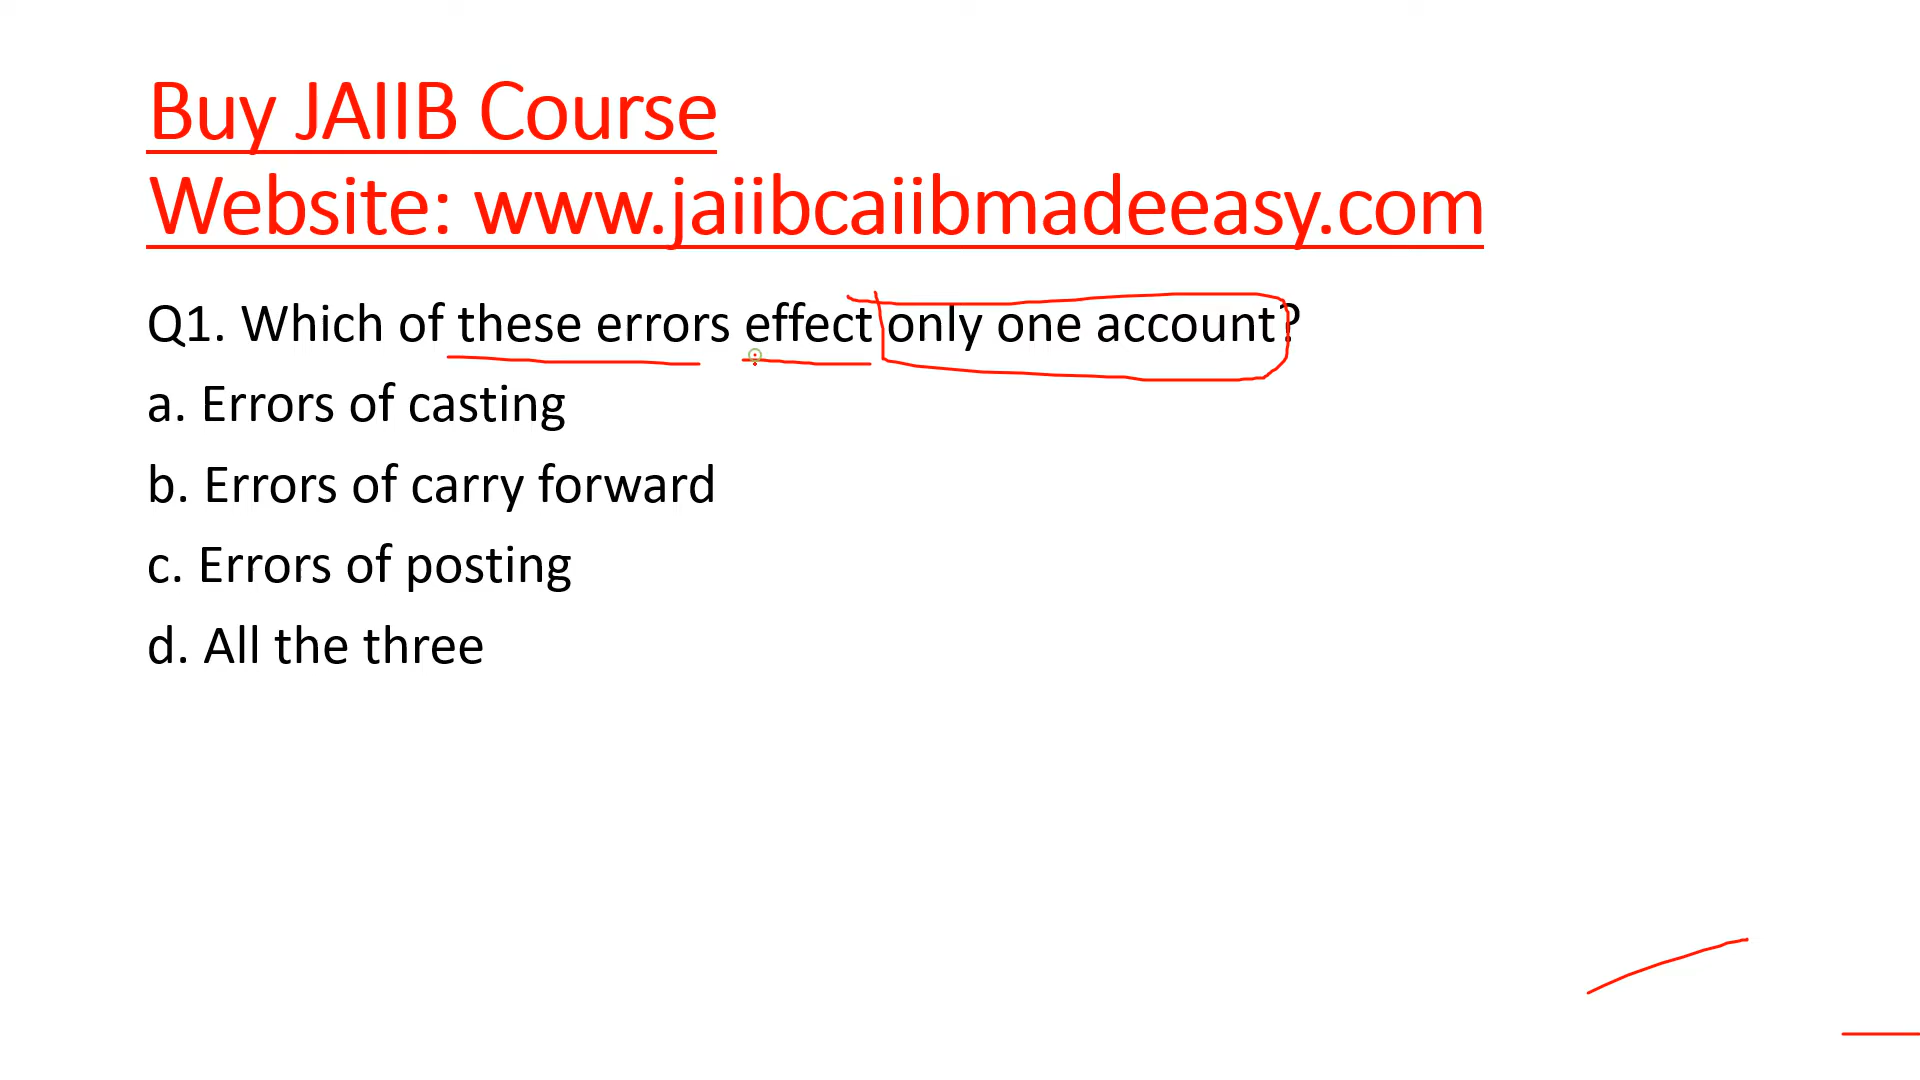 Buy JAIIB Course
Website: www.jaiibcaiibmadeeasy.com
Q1. Which of these errors effect only one account?
a. Errors of casting
b. Errors of carry forward
c. Errors of posting
d. All the three